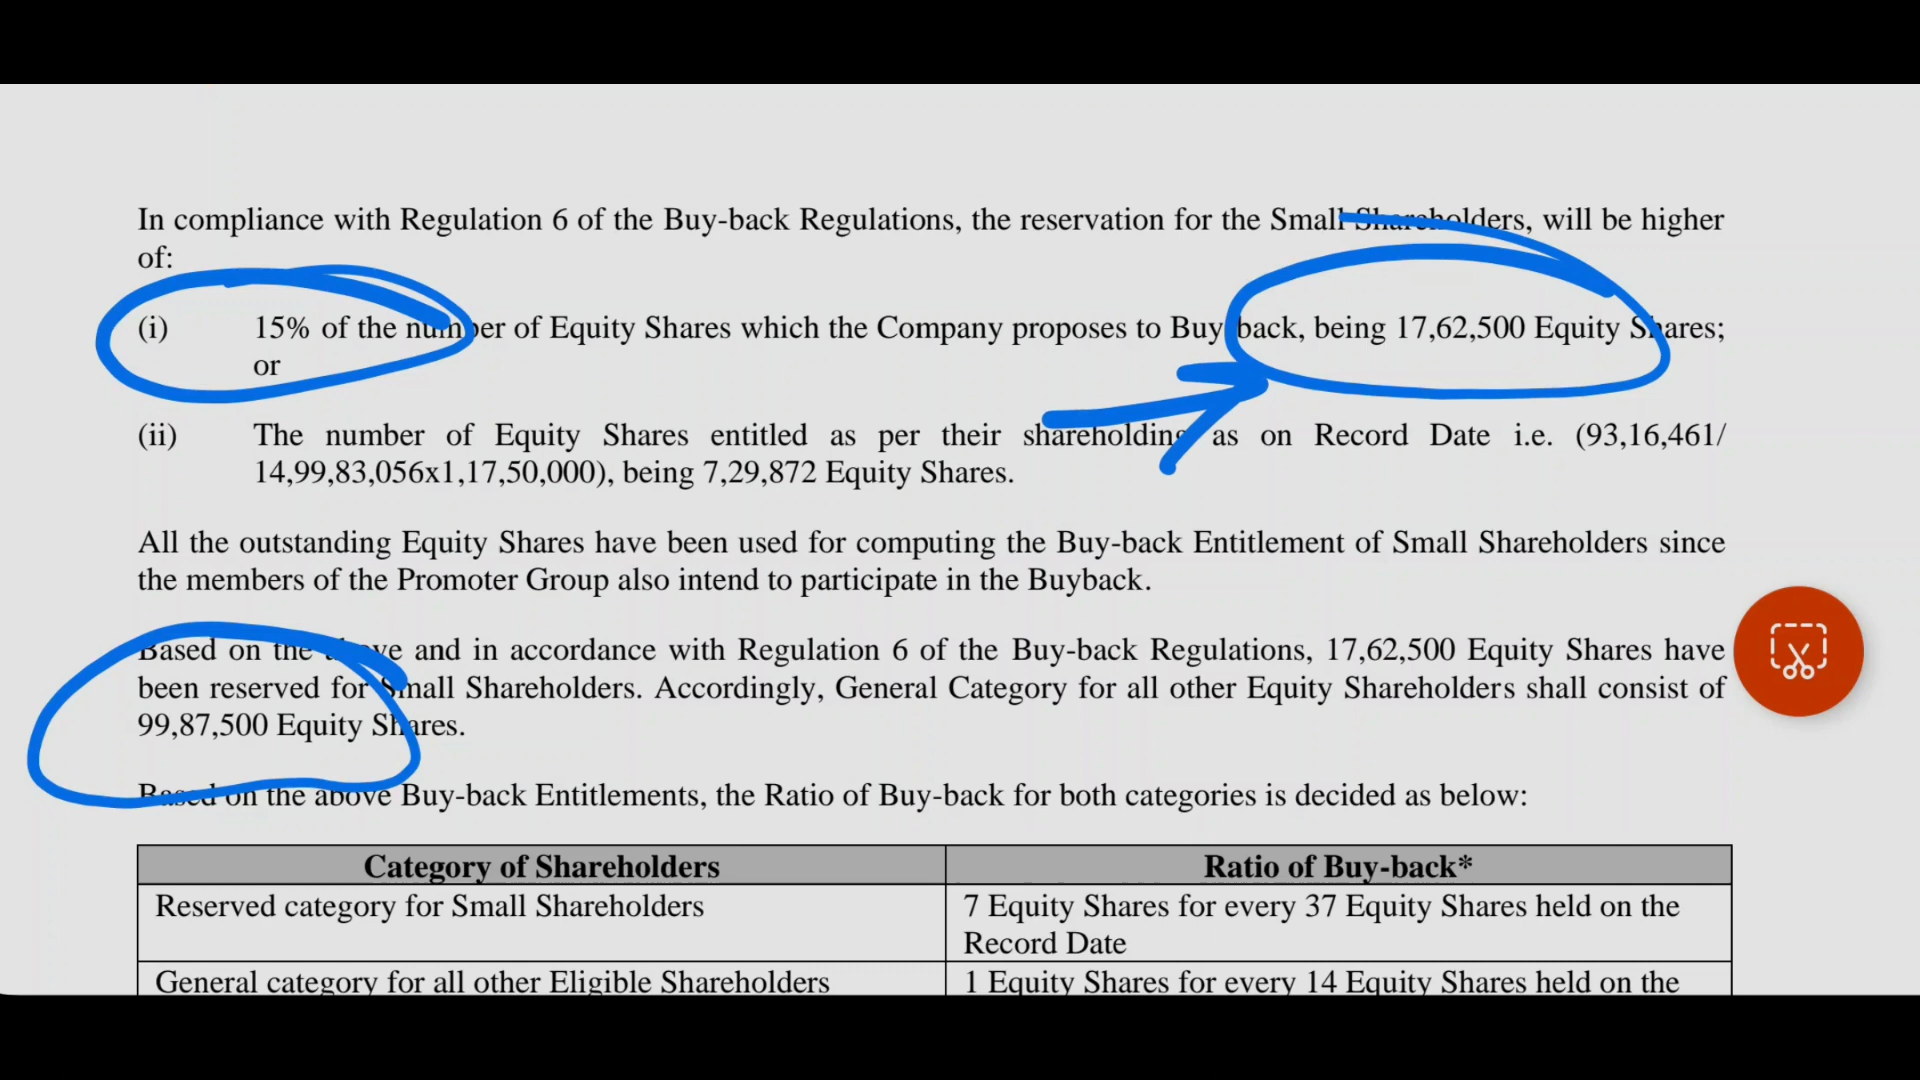 In compliance with Regulation 6 of the Buy-back Regulations, the reservation for the Small Shareholders, will be higher
of:
(i) 15% of the number of Equity Shares which the Company proposes to Buy back, being 17,62,500 Equity Shares;
or
(ii) The number of Equity Shares entitled as per their shareholding as on Record Date i.e. (93,16,461/
14,99,83,056x1,17,50,000), being 7,29,872 Equity Shares.
All the outstanding Equity Shares have been used for computing the Buy-back Entitlement of Small Shareholders since
the members of the Promoter Group also intend to participate in the Buyback.
Based on the above and in accordance with Regulation 6 of the Buy-back Regulations, 17,62,500 Equity Shares have
been reserved for Small Shareholders. Accordingly, General Category for all other Equity Shareholders shall consist of
99,87,500 Equity Shares.
Based on the above Buy-back Entitlements, the Ratio of Buy-back for both categories is decided as below:
Category of Shareholders Ratio of Buy-back*
Reserved category for Small Shareholders 7 Equity Shares for every 37 Equity Shares held on the
Record Date
General category for all other Eligible Shareholders 1 Equity Shares for every 14 Equity Shares held on the